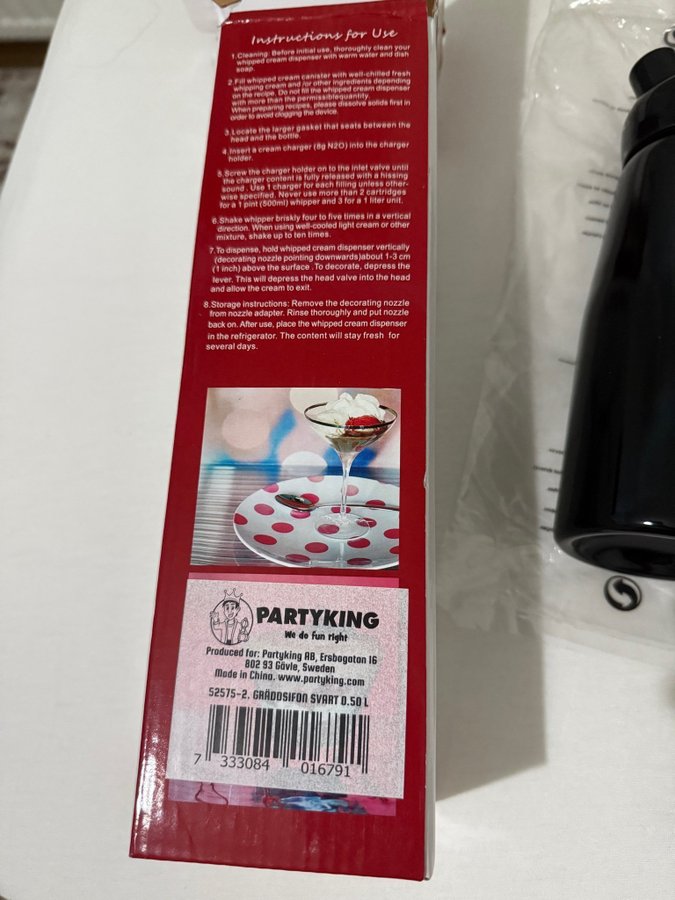 Instructions for Use
1.Cleaning: Before initial use, thoroughly clean your
whipped cream dispenser with warm water and dish
soap.
2.Fill whipped cream canister with well-chilled fresh
whipping cream and /or other ingredients depending
on the recipe. Do not fill the whipped cream dispenser
with more than the permissiblequantity.
When preparing recipes, please dissolve solids first in
order to avoid clogging the device.
3.Locate the larger gasket that seats between the
head and the bottle.
4.Insert a cream charger (8g N2O) into the charger
holder.
5.Screw the charger holder on to the inlet valve until
the charger content is fully released with a hissing
sound . Use 1 charger for each filling unless other-
wise specified. Never use more than 2 cartridges
for a 1 pint (500ml) whipper and 3 for a 1 liter unit.
6.Shake whipper briskly four to five times in a vertical
direction. When using well-cooled light cream or other
mixture, shake up to ten times.
7.To dispense, hold whipped cream dispenser vertically
(decorating nozzle pointing downwards)about 1-3 cm
(1 inch) above the surface .To decorate, depress the
lever. This will depress the head valve into the head
and allow the cream to exit.
8.Storage instructions: Remove the decorating nozzle
from nozzle adapter. Rinse thoroughly and put nozzle
back on. After use, place the whipped cream dispenser
in the refrigerator. The content will stay fresh for
several days.
PARTYKING
We do fun right
Produced for: Partyking AB, Ersbogatan 16
802 93 Gävle, Sweden
Made in China. www.partyking.com
52575-2. GRÄDDSIFON SVART 0.50 L
7 333084 016791